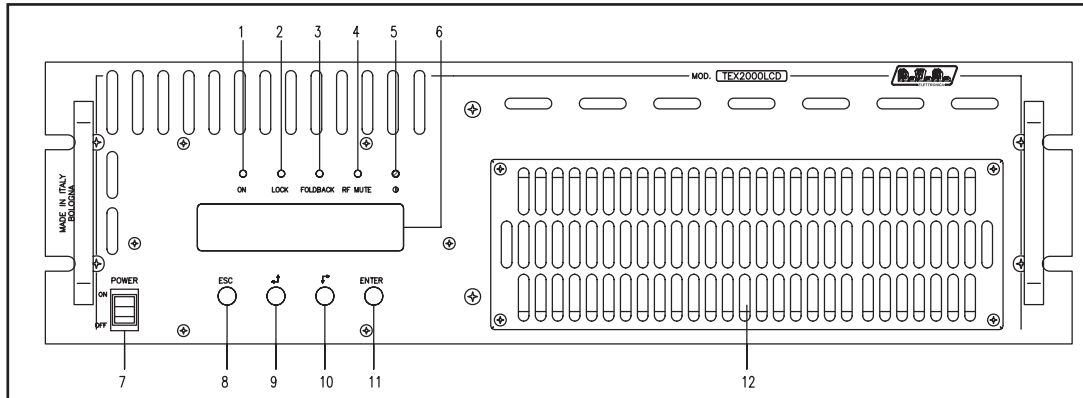 1 2 3 4 5 6
MOD. TEX2000LCD
R.V.R.
ELETTRONICA
ON LOCK FOLDBACK RF MUTE
MADE IN ITALY
BOLOGNA
POWER
ON
OFF
ESC ENTER
7 8 9 10 11 12